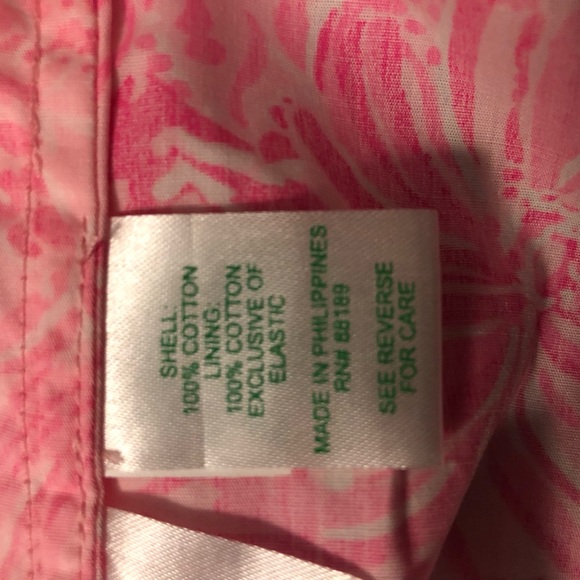 SHELL:
100% COTTON
LINING:
100% COTTON
EXCLUSIVE OF
ELASTIC
MADE IN PHILIPPINES
RN# 88189
SEE REVERSE
FOR CARE